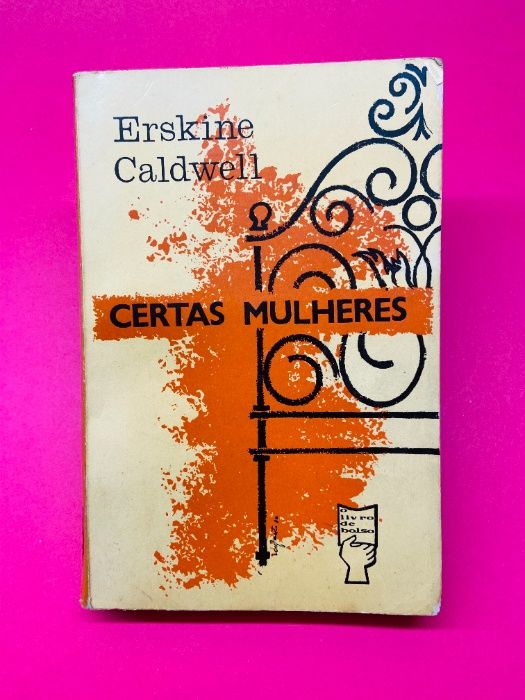 Erskine
Caldwell
CERTAS MULHERES
o
livro
de
bolso